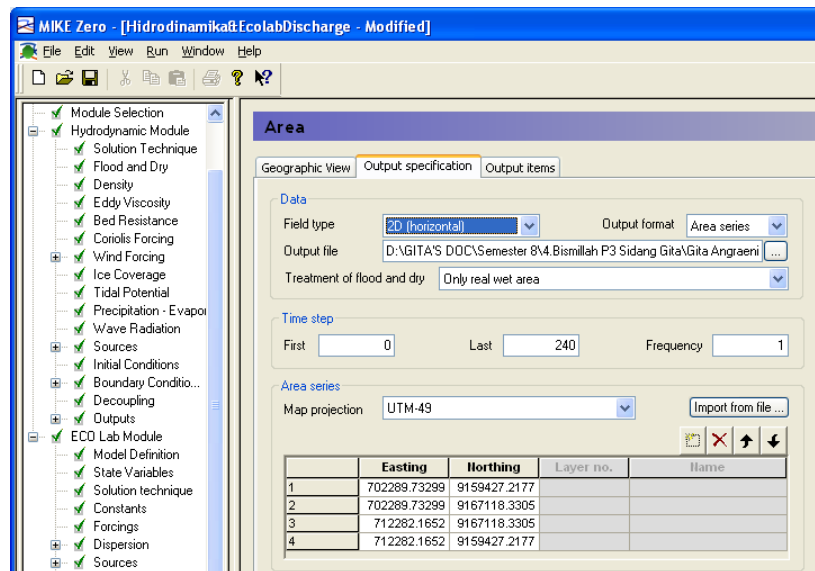 MIKE Zero - [Hidrodinamika&EcolabDischarge - Modified]
File Edit View Run Window Help
Module Selection
Hydrodynamic Module
Solution Technique
Flood and Dry
Density
Eddy Viscosity
Bed Resistance
Coriolis Forcing
Wind Forcing
Ice Coverage
Tidal Potential
Precipitation - Evapor
Wave Radiation
Sources
Initial Conditions
Boundary Conditio...
Decoupling
Outputs
ECO Lab Module
Model Definition
State Variables
Solution technique
Constants
Forcings
Dispersion
Sources
Area
Geographic View Output specification Output items
Data
Field type 2D (horizontal) Output format Area series
Output file D:\GITA'S DOC\Semester 8\4.Bismillah P3 Sidang Gita\Gita Angraeni ...
Treatment of flood and dry Only real wet area
Time step
First 0 Last 240 Frequency 1
Area series
Map projection UTM-49 Import from file ...
Easting Northing Layer no. Name
1 702289.73299 9159427.2177
2 702289.73299 9167118.3305
3 712282.1652 9167118.3305
4 712282.1652 9159427.2177